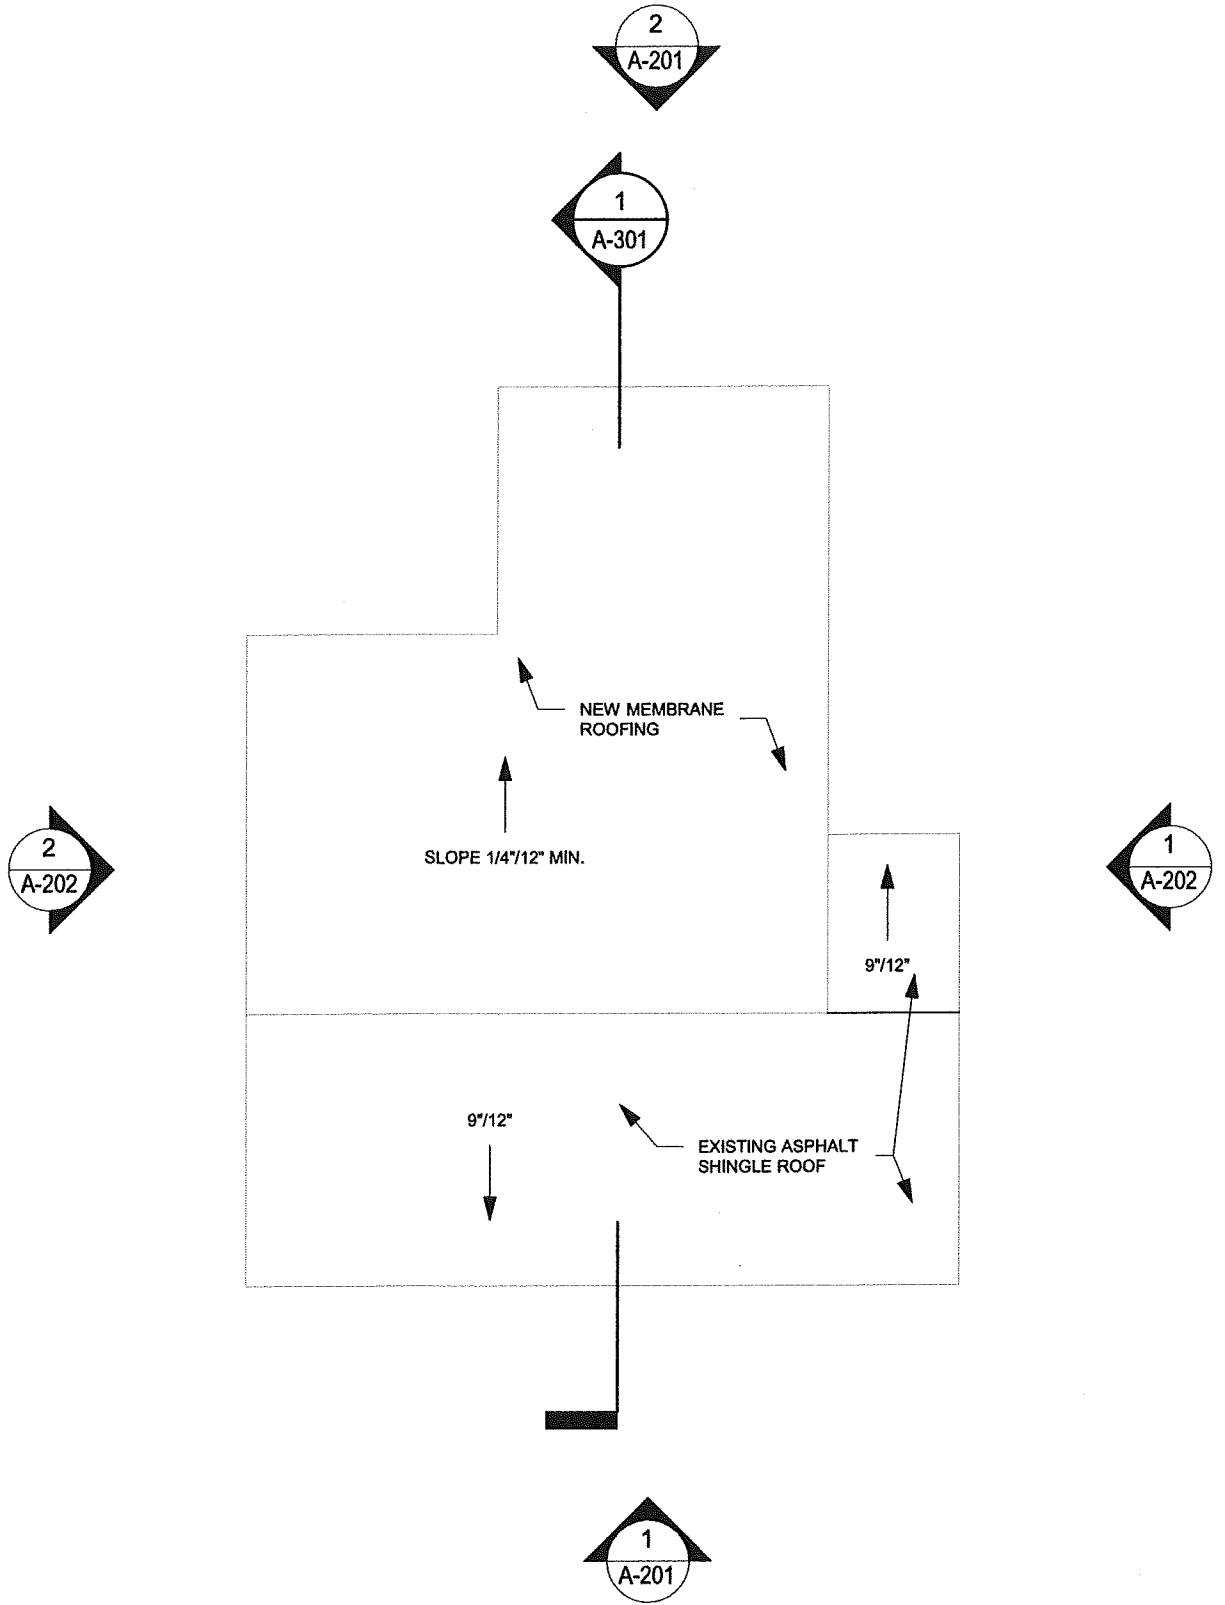 2
A-201
1
A-301
NEW MEMBRANE
ROOFING
SLOPE 1/4"/12" MIN.
2
A-202
1
A-202
9"/12"
9"/12"
EXISTING ASPHALT
SHINGLE ROOF
1
A-201